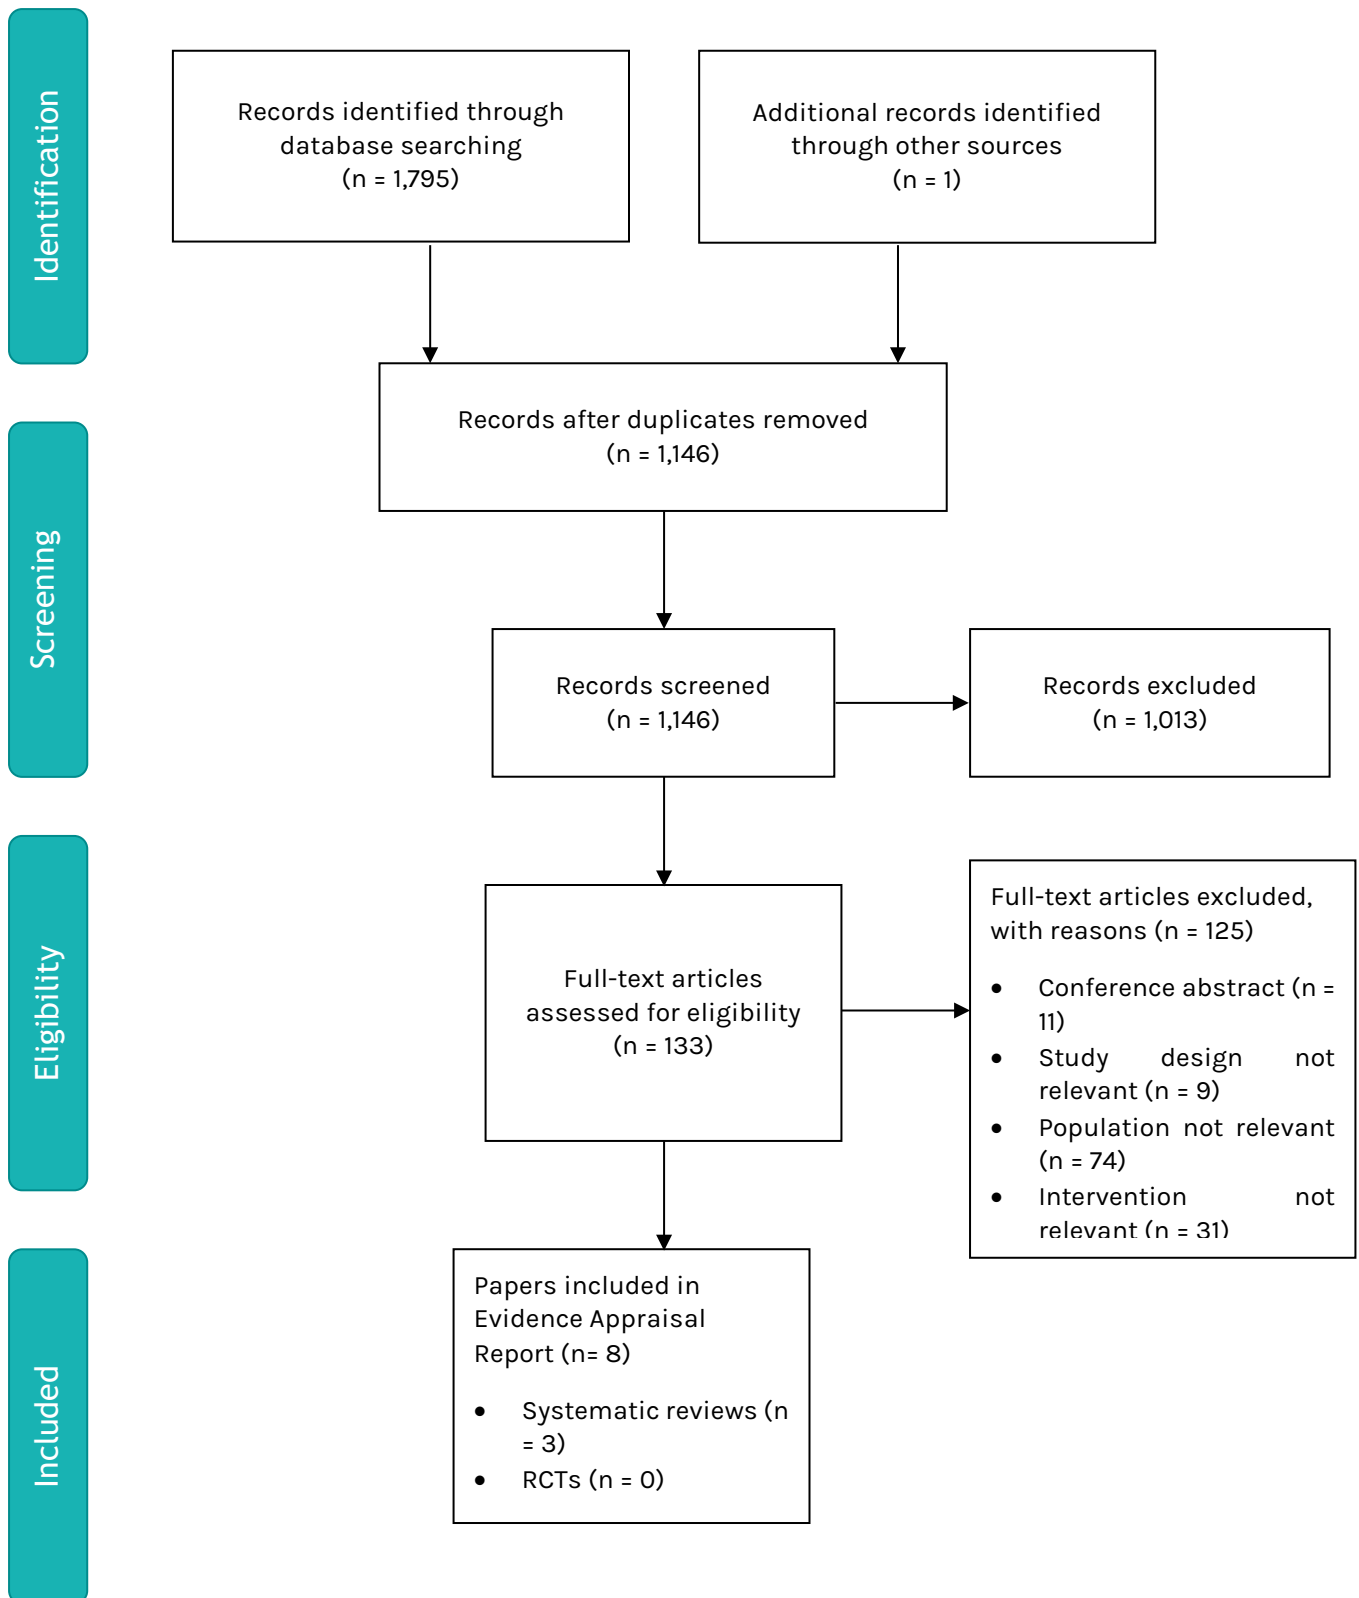 Identification
Records identified through
database searching
(n = 1,795)
Additional records identified
through other sources
(n = 1)
Records after duplicates removed
(n = 1,146)
Screening
Records screened
(n = 1,146)
Records excluded
(n = 1,013)
Eligibility
Full-text articles
assessed for eligibility
(n = 133)
Full-text articles excluded,
with reasons (n = 125)
• Conference abstract (n =
11)
• Study design not
relevant (n = 9)
• Population not relevant
(n = 74)
• Intervention not
relevant (n = 31)
Included
Papers included in
Evidence Appraisal
Report (n= 8)
• Systematic reviews (n
= 3)
• RCTs (n = 0)